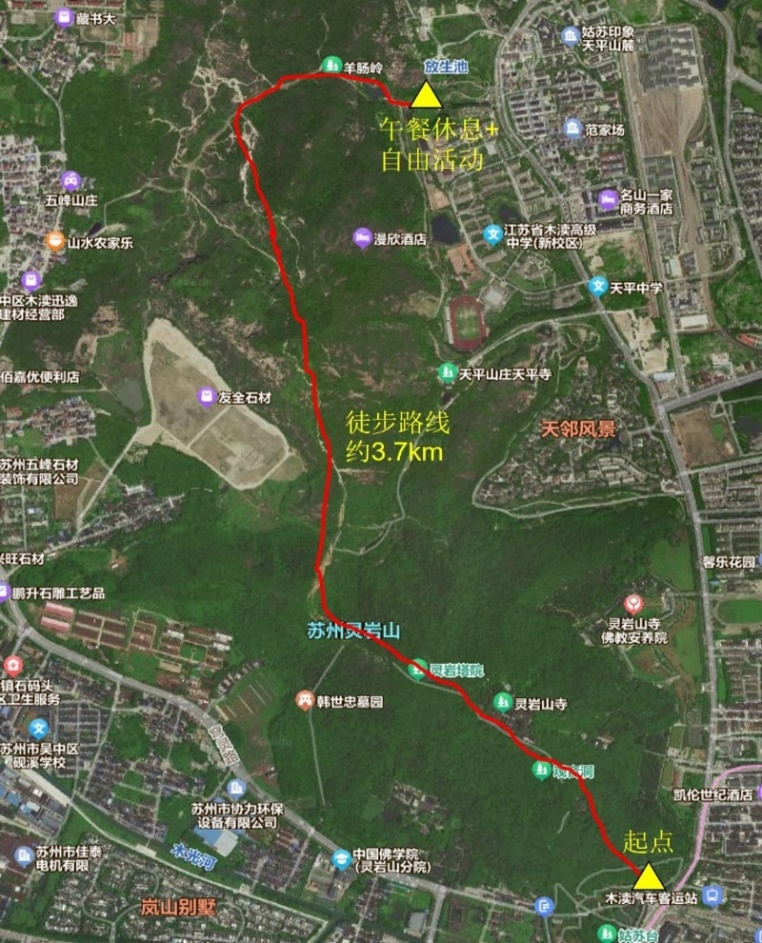 藏书大
姑苏印象
天平山麓
羊肠岭
放生池
午餐休息+
自由活动
范家场
五峰山庄
名山一家
商务酒店
山水农家乐
漫欣酒店
江苏省木渎高级
中学(新校区)
中区木渎迅逸
建材经营部
天平中学
佰嘉优便利店
天平山庄天平寺
友全石材
徒步路线
约3.7km
天邻风景
苏州五峰石材
装饰有限公司
兴旺石材
馨乐花园
鹏升石雕工艺品
灵岩山寺
佛教安养院
苏州灵岩山
镇石码头
区卫生服务
灵岩塔院
韩世忠墓园
灵岩山寺
苏州市吴中区
砚溪学校
观音洞
凯伦世纪酒店
苏州市协力环保
设备有限公司
起点
苏州市佳泰
电机有限
木光河
中国佛学院
(灵岩山分院)
木渎汽车客运站
岚山别墅
姑苏台